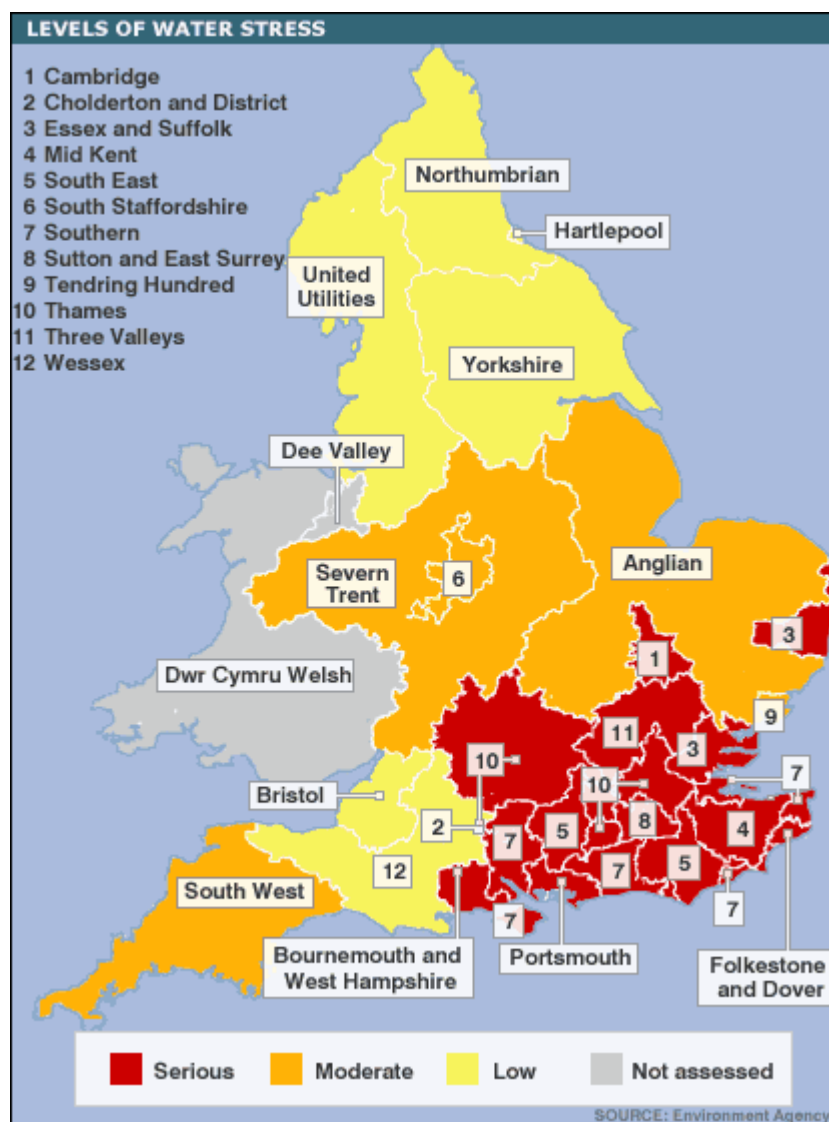 LEVELS OF WATER STRESS
1 Cambridge
2 Cholderton and District
3 Essex and Suffolk
4 Mid Kent
5 South East
6 South Staffordshire
7 Southern
8 Sutton and East Surrey
9 Tendring Hundred
10 Thames
11 Three Valleys
12 Wessex
Northumbrian
Hartlepool
United
Utilities
Yorkshire
Dee Valley
Anglian
Severn
Trent
6
3
1
Dwr Cymru Welsh
9
11
3
10
7
Bristol
10
2
8
4
7
5
12
7
5
South West
7
7
Bournemouth and
West Hampshire
Portsmouth
Folkestone
and Dover
Serious
Moderate
Low
Not assessed
SOURCE: Environment Agency